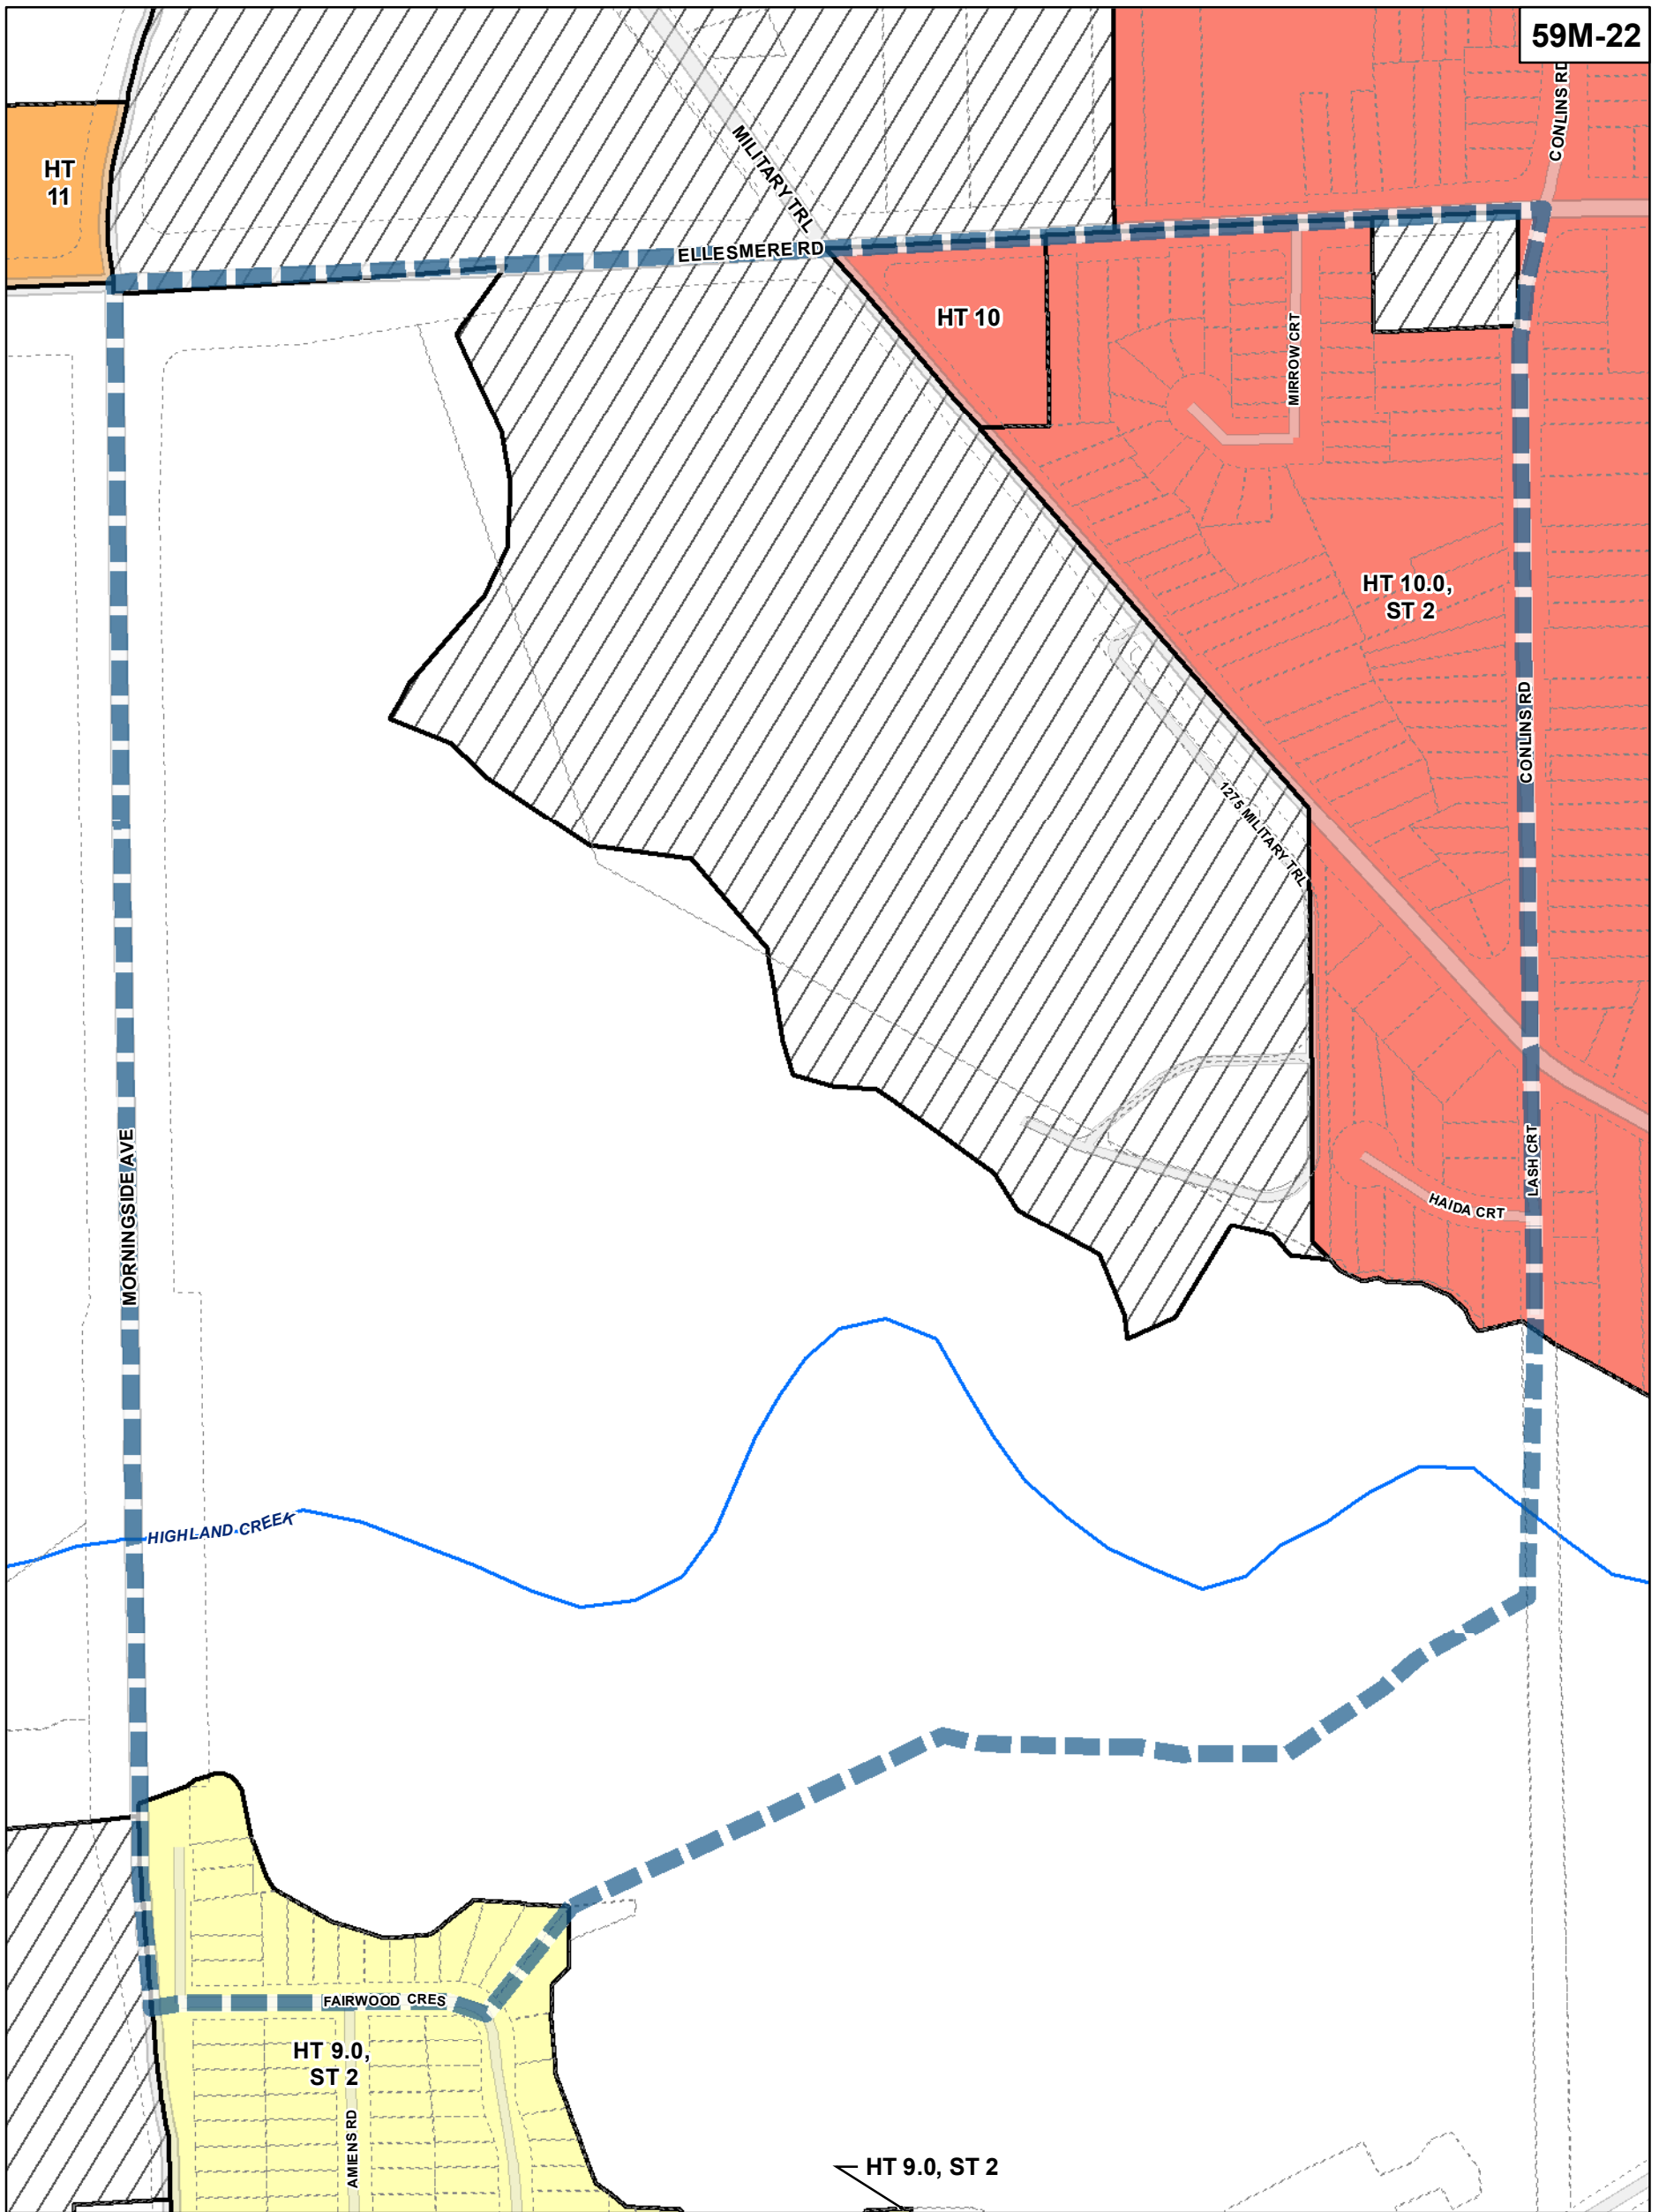 59M-22
CONLINS RD
HT
11
MILITARY TRL
ELLESMERE RD
HT 10
MIRROW CRT
HT 10.0,
ST 2
CONLINS RD
1275 MILITARY TRL
MORNINGSIDE AVE
LASH CRT
HAIDA CRT
HIGHLAND CREEK
FAIRWOOD CRES
HT 9.0,
ST 2
AMIENS RD
HT 9.0, ST 2